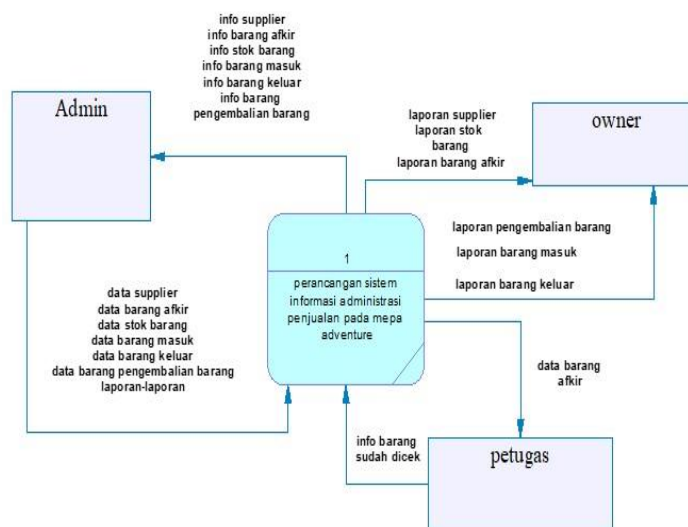 info supplier
info barang afkir
info stok barang
info barang masuk
info barang keluar
info barang
pengembalian barang
Admin
laporan supplier
laporan stok
barang
laporan barang afkir
owner
laporan pengembalian barang
laporan barang masuk
laporan barang keluar
1
perancangan sistem
informasi administrasi
penjualan pada mepa
adventure
data supplier
data barang afkir
data stok barang
data barang masuk
data barang keluar
data barang pengembalian barang
laporan-laporan
data barang
afkir
info barang
sudah dicek
petugas